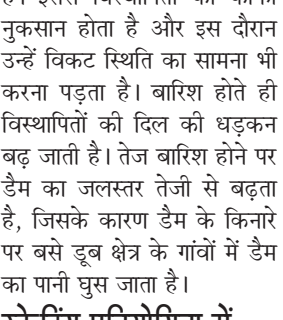 नुकसान होता है और इस दौरान
उन्हें विकट स्थिति का सामना भी
करना पड़ता है। बारिश होते ही
विस्थापितों की दिल की धड़कन
बढ़ जाती है। तेज बारिश होने पर
डैम का जलस्तर तेजी से बढ़ता
है, जिसके कारण डैम के किनारे
पर बसे डूब क्षेत्र के गांवों में डैम
का पानी घुस जाता है।